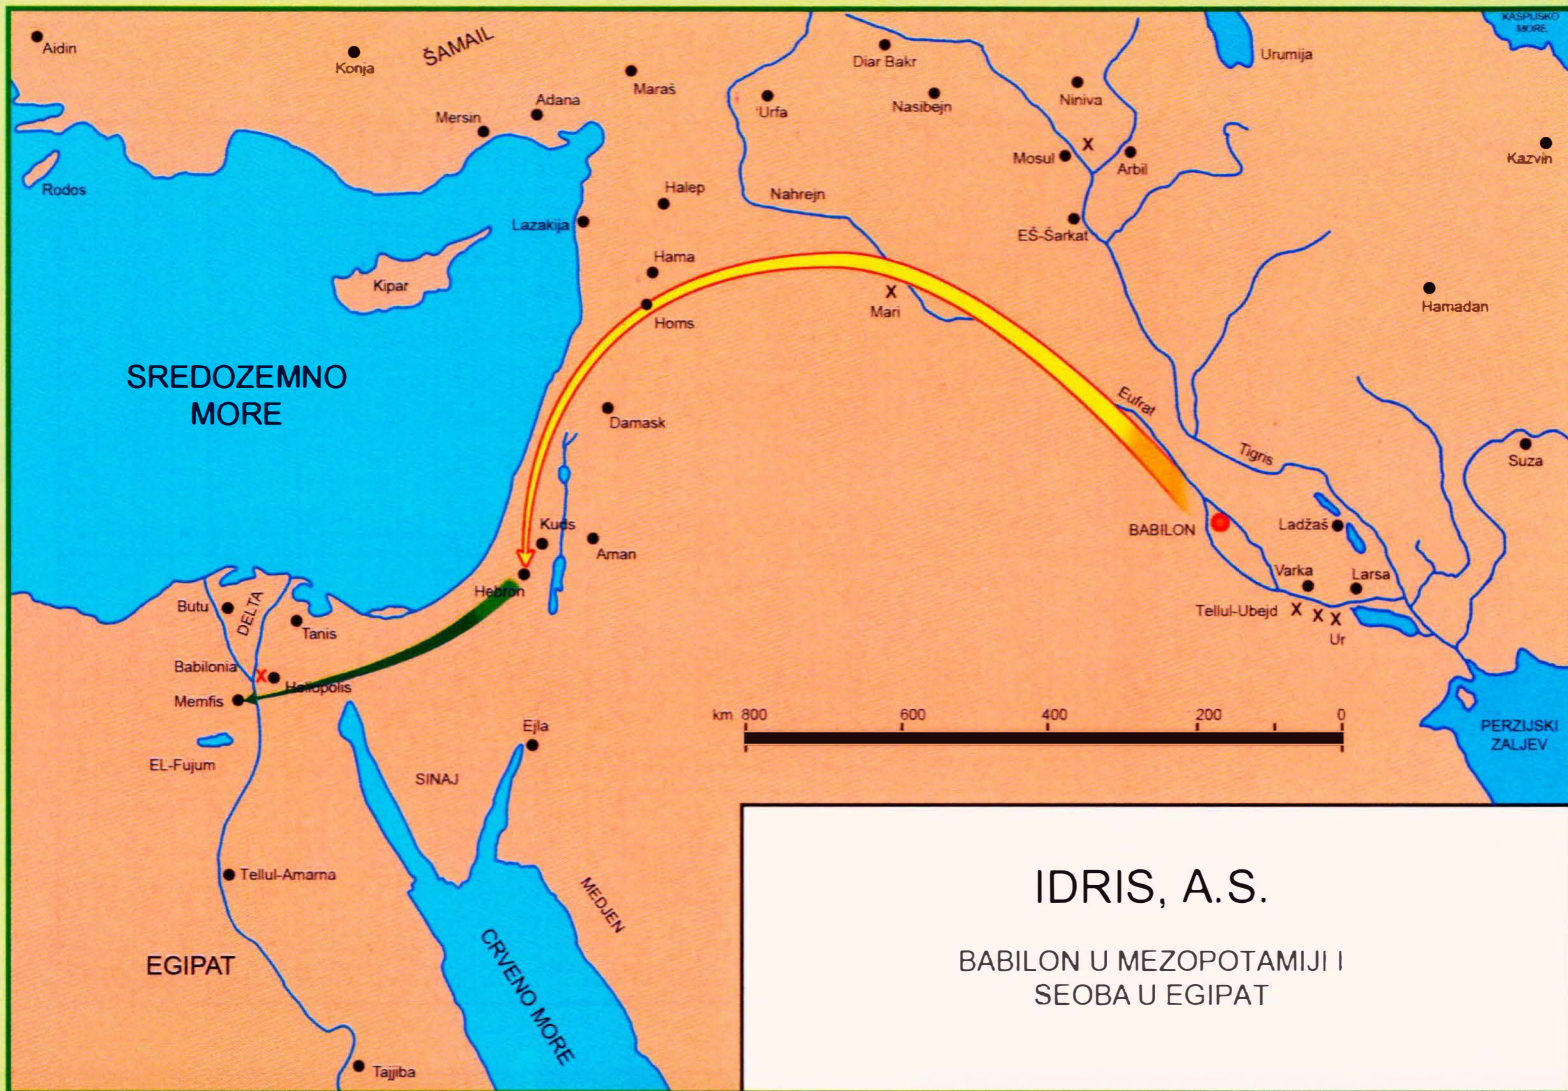 Aidin
Konja
ŠAMAIL
Maraš
Adana
Mersin
Diar Bakr
'Urfa
Nasibejn
Niniva
Urumija
KASPIJSKO
MORE
Rodos
Halep
Nahrejn
Mosul
X
Arbil
Kazvin
Lazakija
EŠ-Šarkat
Kipar
Hama
Homs
X
Mari
Hamadan
SREDOZEMNO
MORE
Damask
Eufrat
Tigris
Suza
Kuds
Aman
BABILON
Ladžaš
Hebron
Varka
Larsa
Butu
DELTA
Tanis
Tellul-Ubejd
X X X
Ur
Babilonia
X
Heliopolis
Memfis
EL-Fujum
Ejla
SINAJ
km 800 600 400 200 0
PERZIJSKI
ZALJEV
Tellul-Amarna
MEDJEN
EGIPAT
CRVENO MORE
Tajjiba
IDRIS, A.S.
BABILON U MEZOPOTAMIJI I
SEOBA U EGIPAT